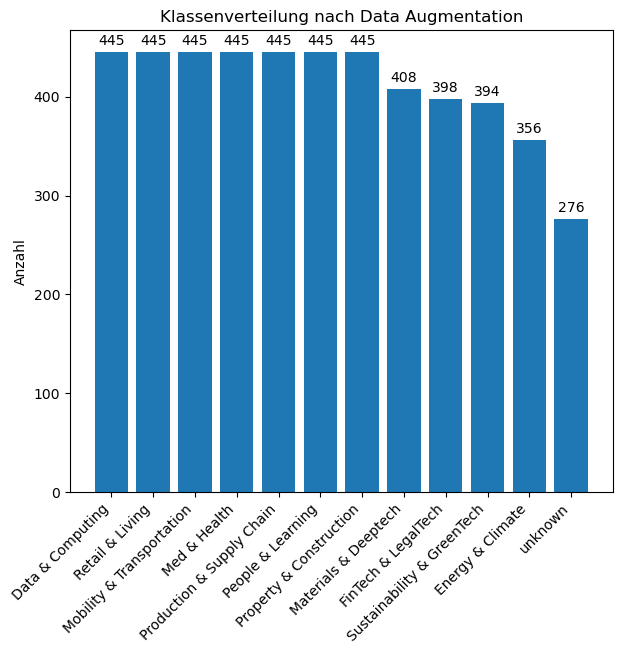 Klassenverteilung nach Data Augmentation
445 445 445 445 445 445 445 408 398 394 356 276
400
300
200
100
0
Anzahl
Data & Computing
Retail & Living
Mobility & Transportation
Med & Health
Production & Supply Chain
People & Learning
Property & Construction
Materials & Deeptech
FinTech & LegalTech
Sustainability & GreenTech
Energy & Climate
unknown